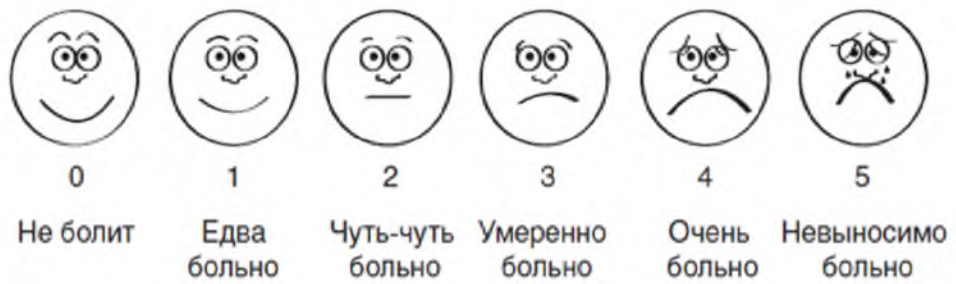 0 1 2 3 4 5
Не болит Едва Чуть-чуть Умеренно Очень Невыносимо
больно больно больно больно больно